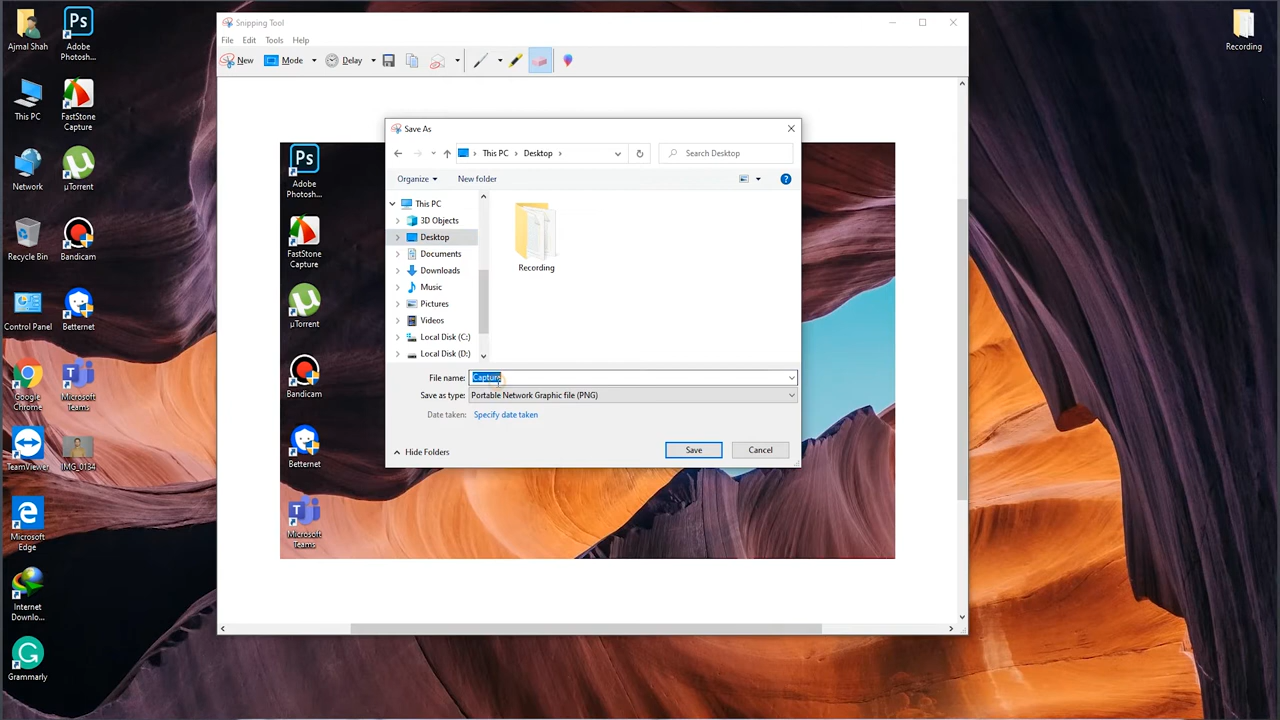 Ajmal Shah
Adobe
Photosh...
This PC
FastStone
Capture
Network
µTorrent
Recycle Bin
Bandicam
Control Panel
Betternet
Google
Chrome
Microsoft
Teams
TeamViewer
IMG_0134
Microsoft
Edge
Internet
Downlo...
Grammarly
Recording
Snipping Tool
File Edit Tools Help
New Mode Delay
Ps
Adobe
Photosh...
FastStone
Capture
µTorrent
Bandicam
Betternet
Microsoft
Teams
Save As
This PC > Desktop >
Search Desktop
Organize New folder
This PC
3D Objects
Desktop
Documents
Downloads
Music
Pictures
Videos
Local Disk (C:)
Local Disk (D:)
Recording
File name: Capture
Save as type: Portable Network Graphic file (PNG)
Date taken: Specify date taken
Hide Folders
Save Cancel